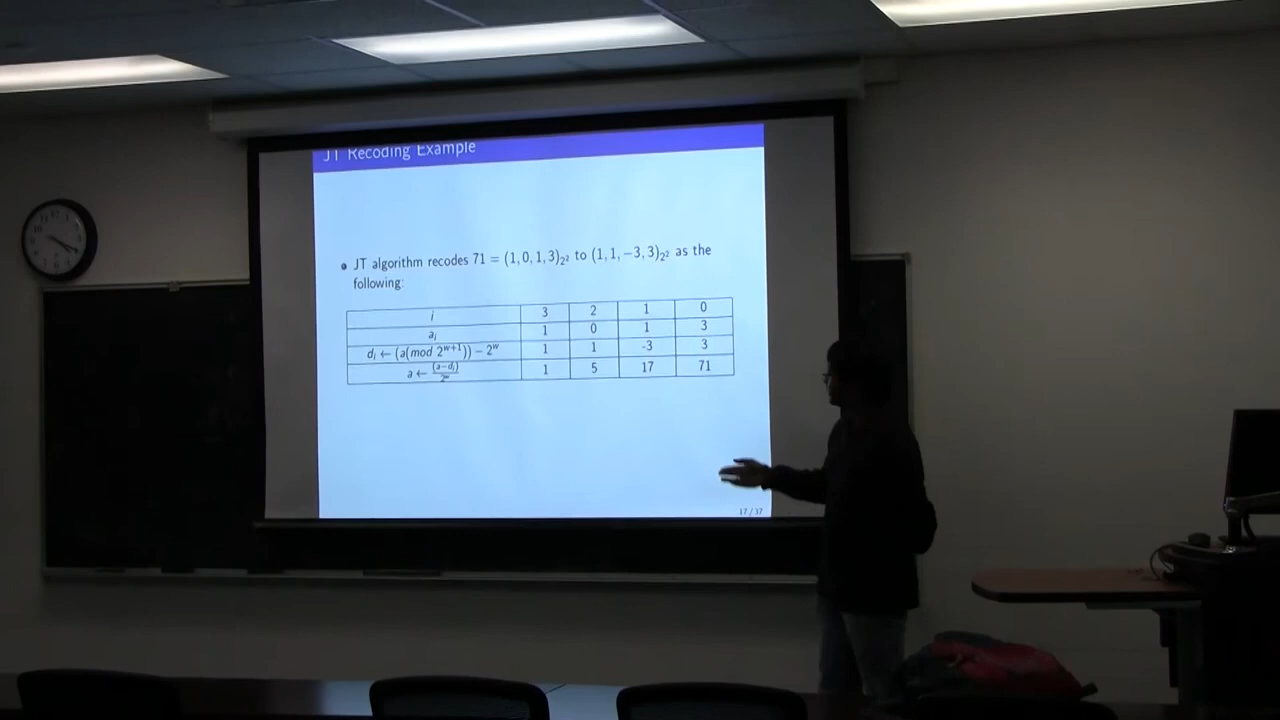 JT Recoding Example
• JT algorithm recodes 71 = (1, 0, 1, 3)₂² to (1, 1, −3, 3)₂² as the
following:
i 3 2 1 0
aᵢ 1 0 1 3
dᵢ ← (a(mod 2ʷ⁺¹)) − 2ʷ 1 1 -3 3
a ← (a−dᵢ)/2ʷ 1 5 17 71
17 / 37